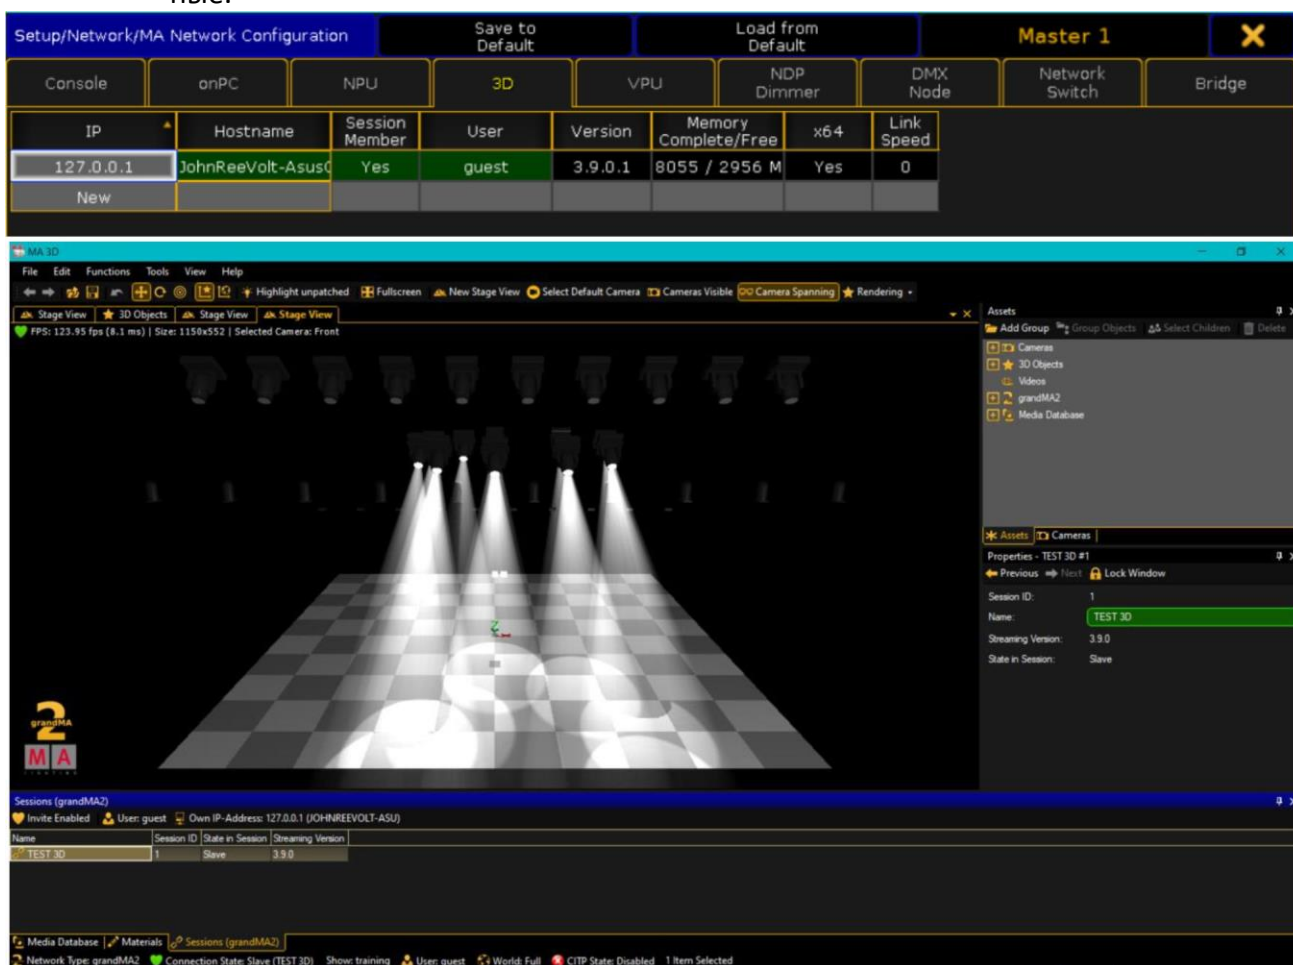 ные.
Setup/Network/MA Network Configuration
Save to Default
Load from Default
Master 1
Console
onPC
NPU
3D
VPU
NDP Dimmer
DMX Node
Network Switch
Bridge
IP Hostname Session Member User Version Memory Complete/Free x64 Link Speed
127.0.0.1 JohnReeVolt-Asus Yes guest 3.9.0.1 8055 / 2956 M Yes 0
New
MA 3D
File Edit Functions Tools View Help
Highlight unpatched Fullscreen New Stage View Select Default Camera Cameras Visible Camera Spanning Rendering
Stage View 3D Objects Stage View Stage View
FPS: 123.95 fps (8.1 ms) | Size: 1150x552 | Selected Camera: Front
Assets
Add Group Group Objects Select Children Delete
Cameras
3D Objects
Videos
grandMA2
Media Database
Assets Cameras
Properties - TEST 3D #1
Previous Next Lock Window
Session ID: 1
Name: TEST 3D
Streaming Version: 3.9.0
State in Session: Slave
Z
2
grandMA
MA
LIGHTING
Sessions (grandMA2)
Invite Enabled User: guest Own IP-Address: 127.0.0.1 (JOHNREEVOLT-ASU)
Name Session ID State in Session Streaming Version
TEST 3D 1 Slave 3.9.0
Media Database Materials Sessions (grandMA2)
Network Type: grandMA2 Connection State: Slave (TEST 3D) Show: training User: guest World: Full CITP State: Disabled 1 Item Selected